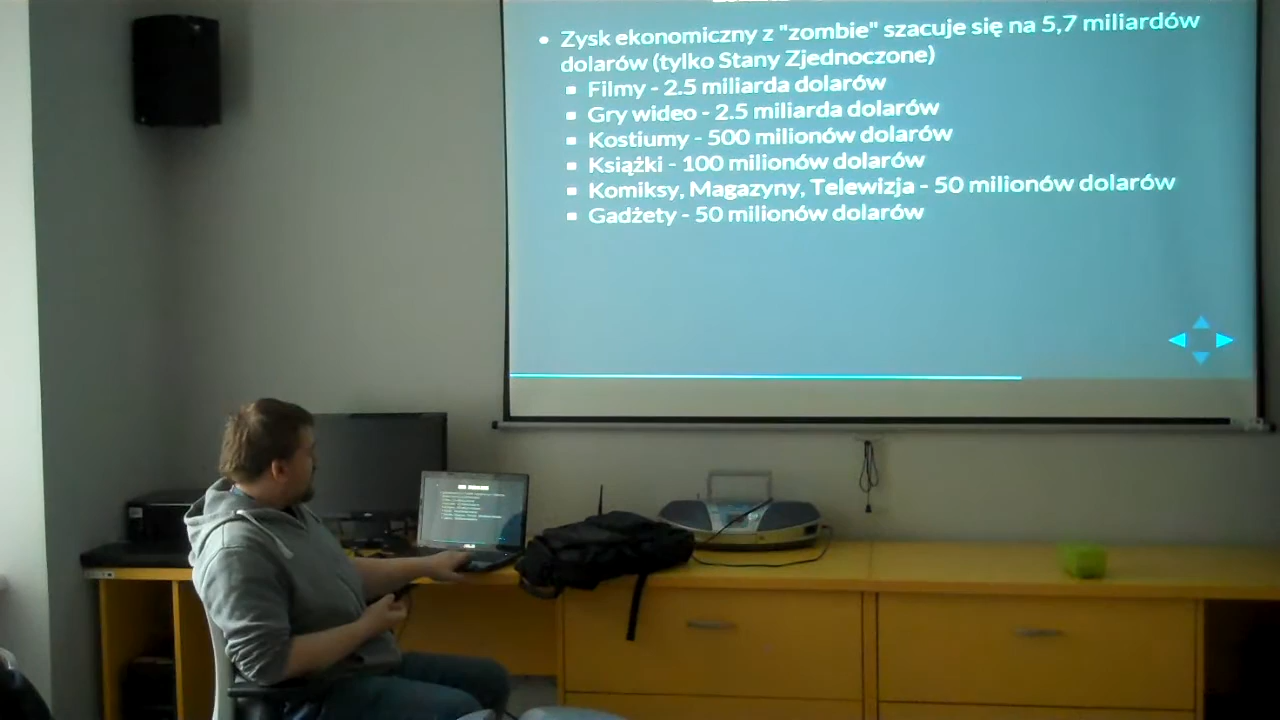 Zysk ekonomiczny z "zombie" szacuje się na 5,7 miliardów
dolarów (tylko Stany Zjednoczone)
Filmy - 2.5 miliarda dolarów
Gry wideo - 2.5 miliarda dolarów
Kostiumy - 500 milionów dolarów
Książki - 100 milionów dolarów
Komiksy, Magazyny, Telewizja - 50 milionów dolarów
Gadżety - 50 milionów dolarów